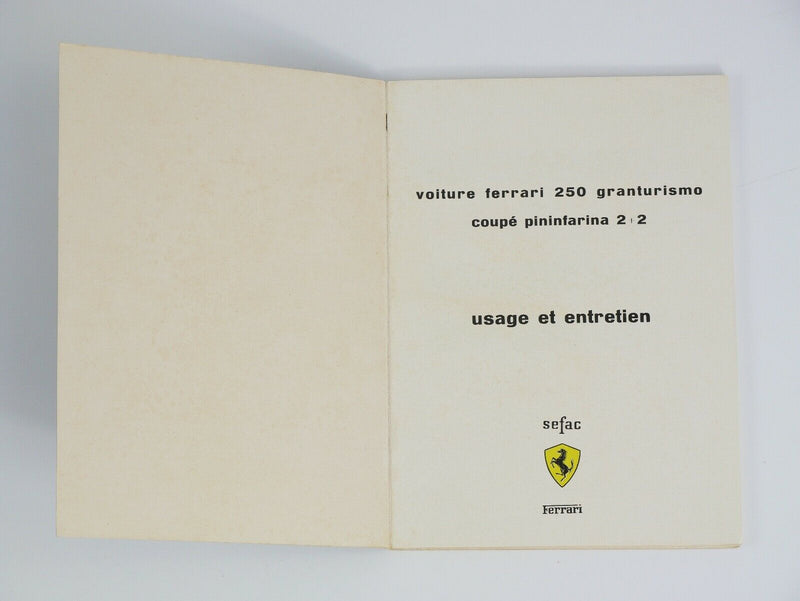 voiture ferrari 250 granturismo
coupé pininfarina 2+2
usage et entretien
sefac
Ferrari